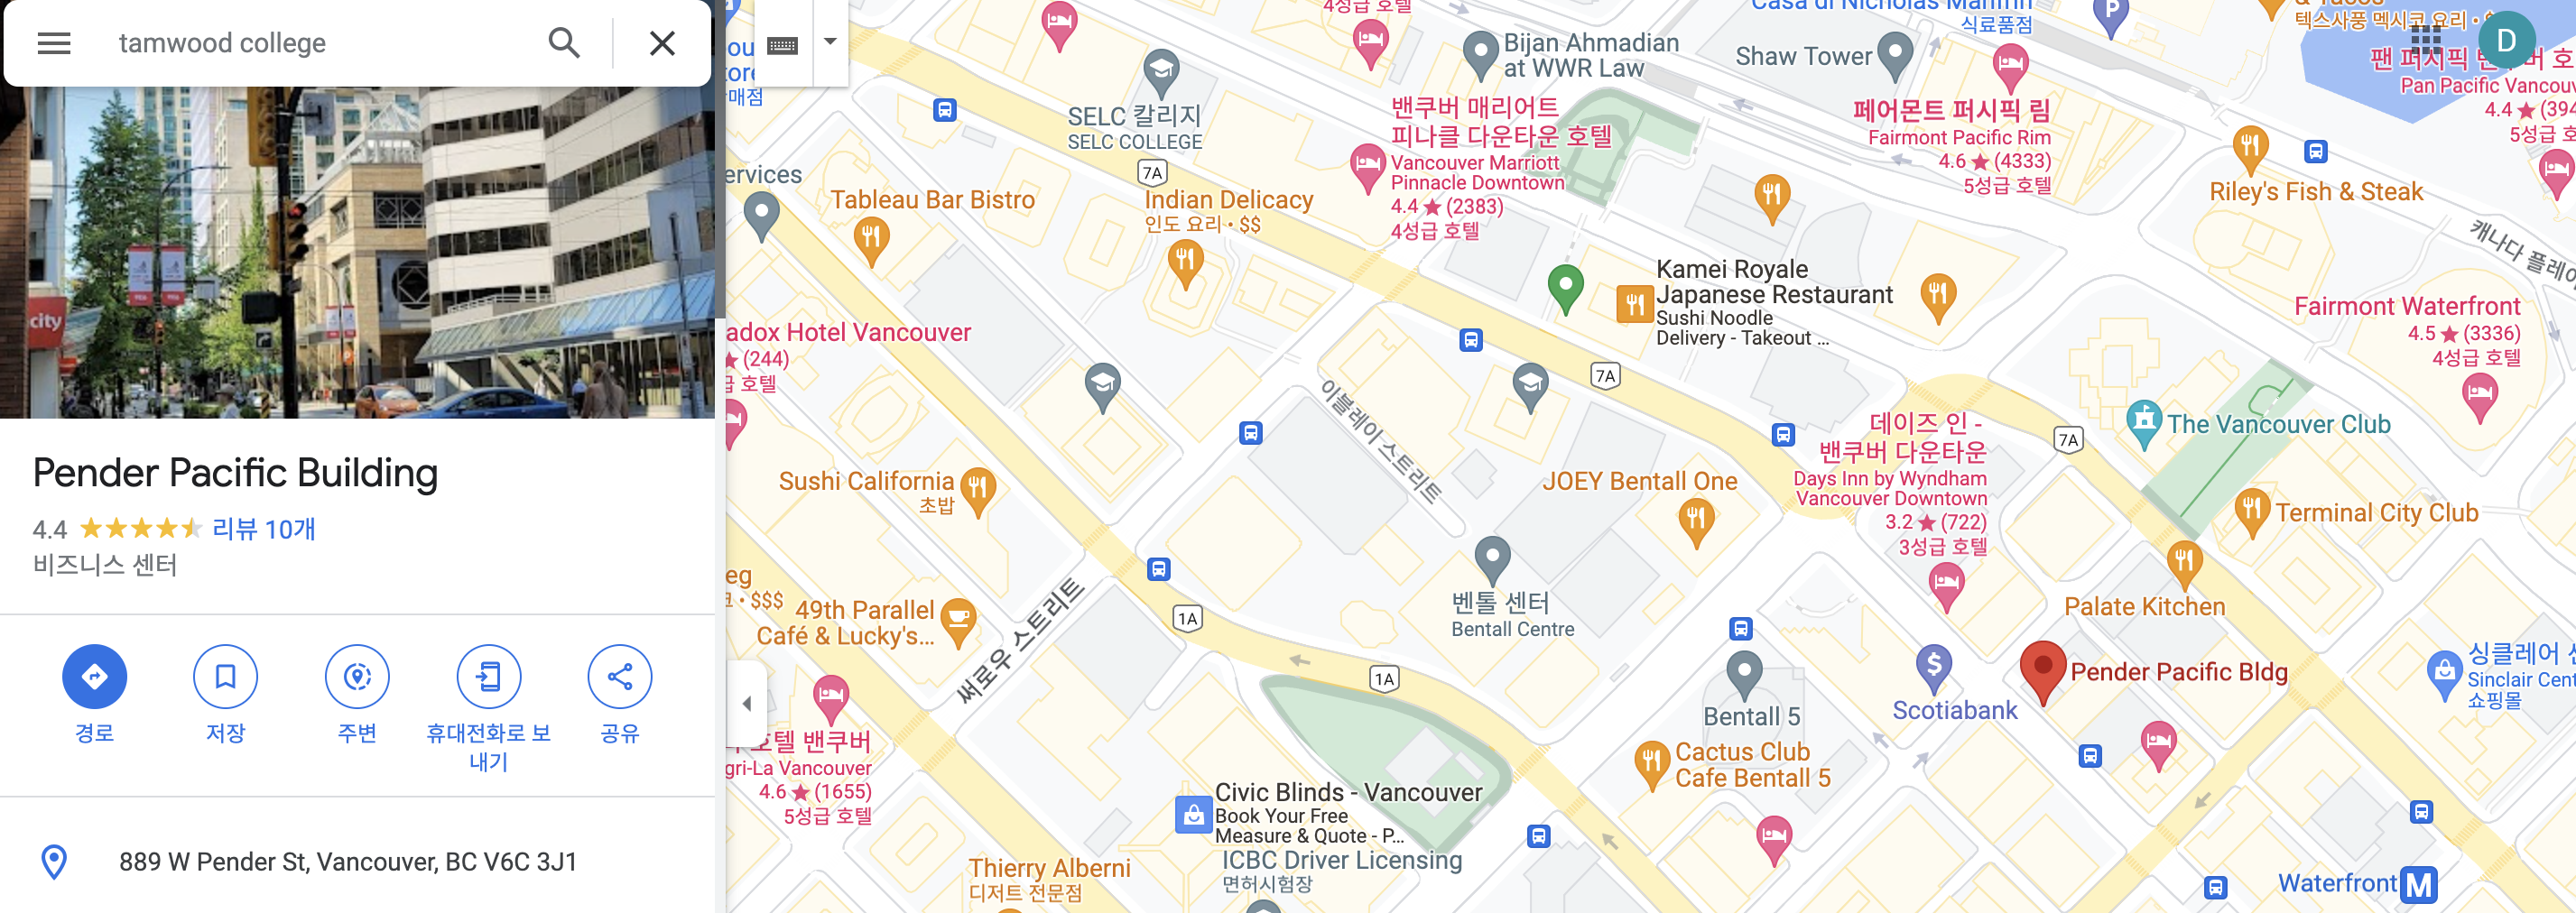 tamwood college
city
Pender Pacific Building
4.4
리뷰 10개
비즈니스 센터
경로
저장
주변
휴대전화로 보
내기
공유
889 W Pender St, Vancouver, BC V6C 3J1
4성급 호텔
Bijan Ahmadian
at WWR Law
Shaw Tower
식료품점
P
텍스사풍 멕시코 요리
D
SELC 칼리지
SELC COLLEGE
밴쿠버 매리어트
피나클 다운타운 호텔
Vancouver Marriott
Pinnacle Downtown
4.4 ★ (2383)
4성급 호텔
페어몬트 퍼시픽 림
Fairmont Pacific Rim
4.6 ★ (4333)
5성급 호텔
Pan Pacific Vancouv
4.4 ★ (394
5성급 호
매점
ervices
7A
Tableau Bar Bistro
Indian Delicacy
인도 요리 • $$
Riley's Fish & Steak
캐나다 플레이
Kamei Royale
Japanese Restaurant
Sushi Noodle
Delivery - Takeout ...
Fairmont Waterfront
4.5 ★ (3336)
4성급 호텔
adox Hotel Vancouver
★ (244)
급 호텔
7A
이블레이 스트리트
7A
데이즈 인 -
밴쿠버 다운타운
Days Inn by Wyndham
Vancouver Downtown
3.2 ★ (722)
3성급 호텔
The Vancouver Club
Sushi California
초밥
JOEY Bentall One
Terminal City Club
벤톨 센터
Bentall Centre
Palate Kitchen
eg
• $$$
49th Parallel
Café & Lucky's...
써로우 스트리트
1A
1A
Bentall 5
$
Scotiabank
Pender Pacific Bldg
싱클레어 센
Sinclair Cent
쇼핑몰
호텔 밴쿠버
gri-La Vancouver
4.6 ★ (1655)
5성급 호텔
Cactus Club
Cafe Bentall 5
Civic Blinds - Vancouver
Book Your Free
Measure & Quote - P...
ICBC Driver Licensing
면허시험장
Thierry Alberni
디저트 전문점
Waterfront
M